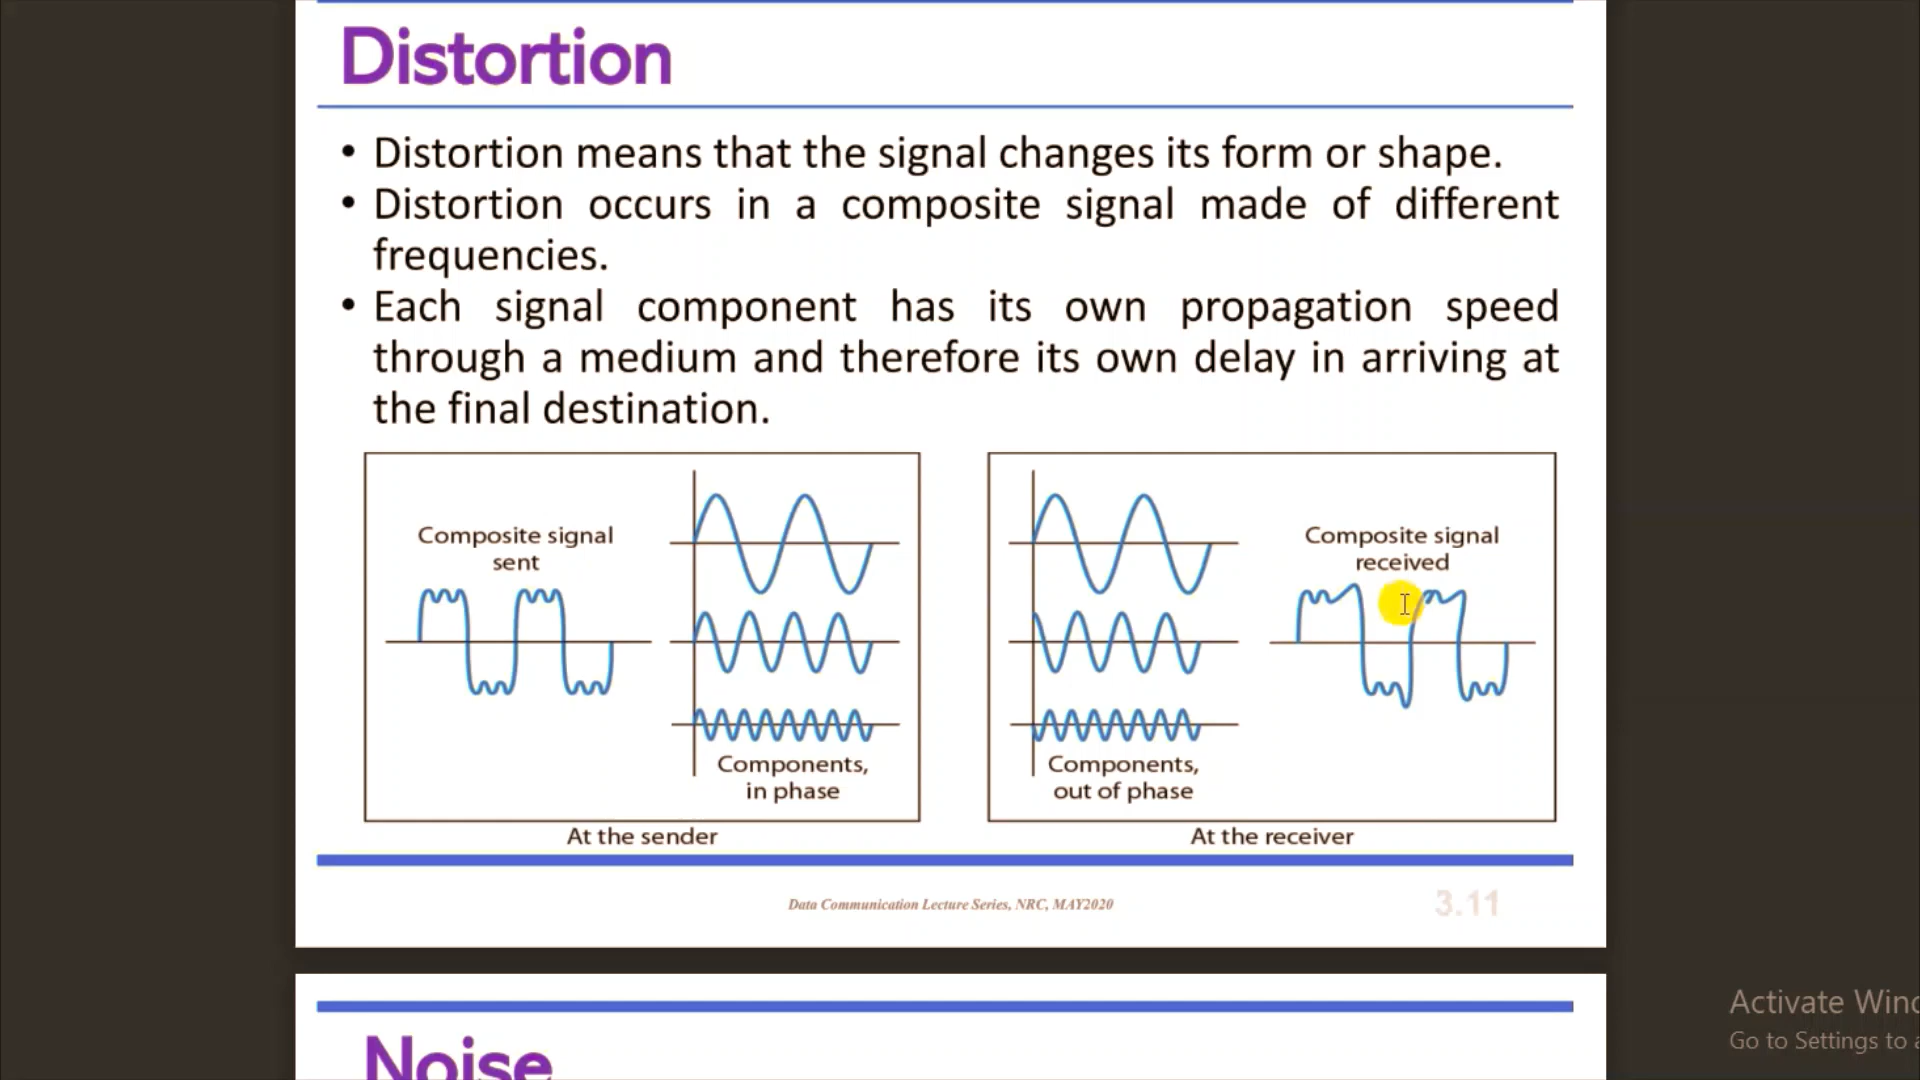 Distortion
• Distortion means that the signal changes its form or shape.
• Distortion occurs in a composite signal made of different
frequencies.
• Each signal component has its own propagation speed
through a medium and therefore its own delay in arriving at
the final destination.
Composite signal
sent
Components,
in phase
At the sender
Composite signal
received
Components,
out of phase
At the receiver
Data Communication Lecture Series, NRC, MAY2020
3.11
Noise
Activate Wind
Go to Settings to a